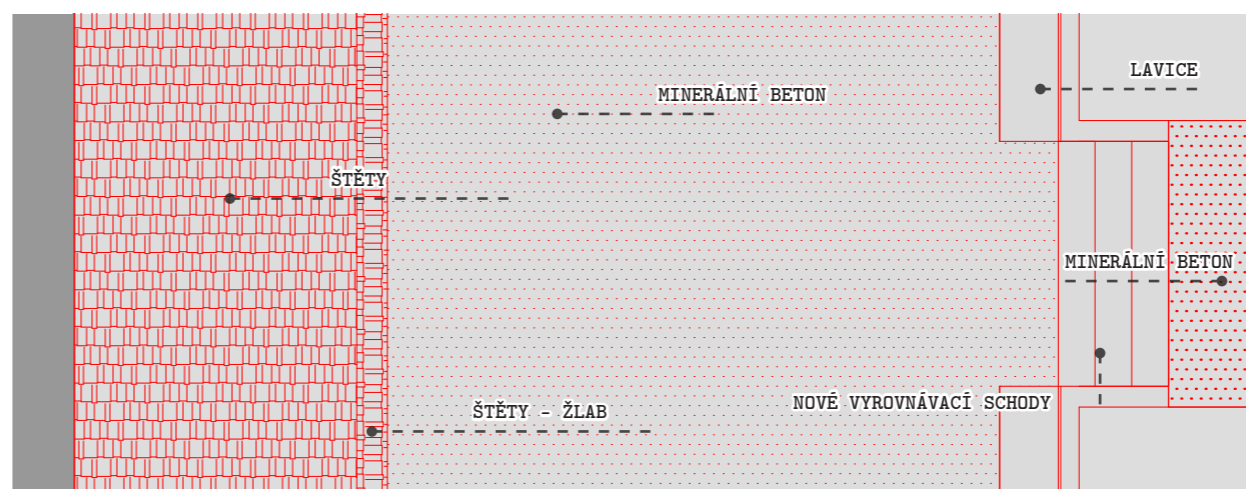 LAVICE
MINERÁLNÍ BETON
ŠTĚTY
MINERÁLNÍ BETON
NOVÉ VYROVNÁVACÍ SCHODY
ŠTĚTY - ŽLAB